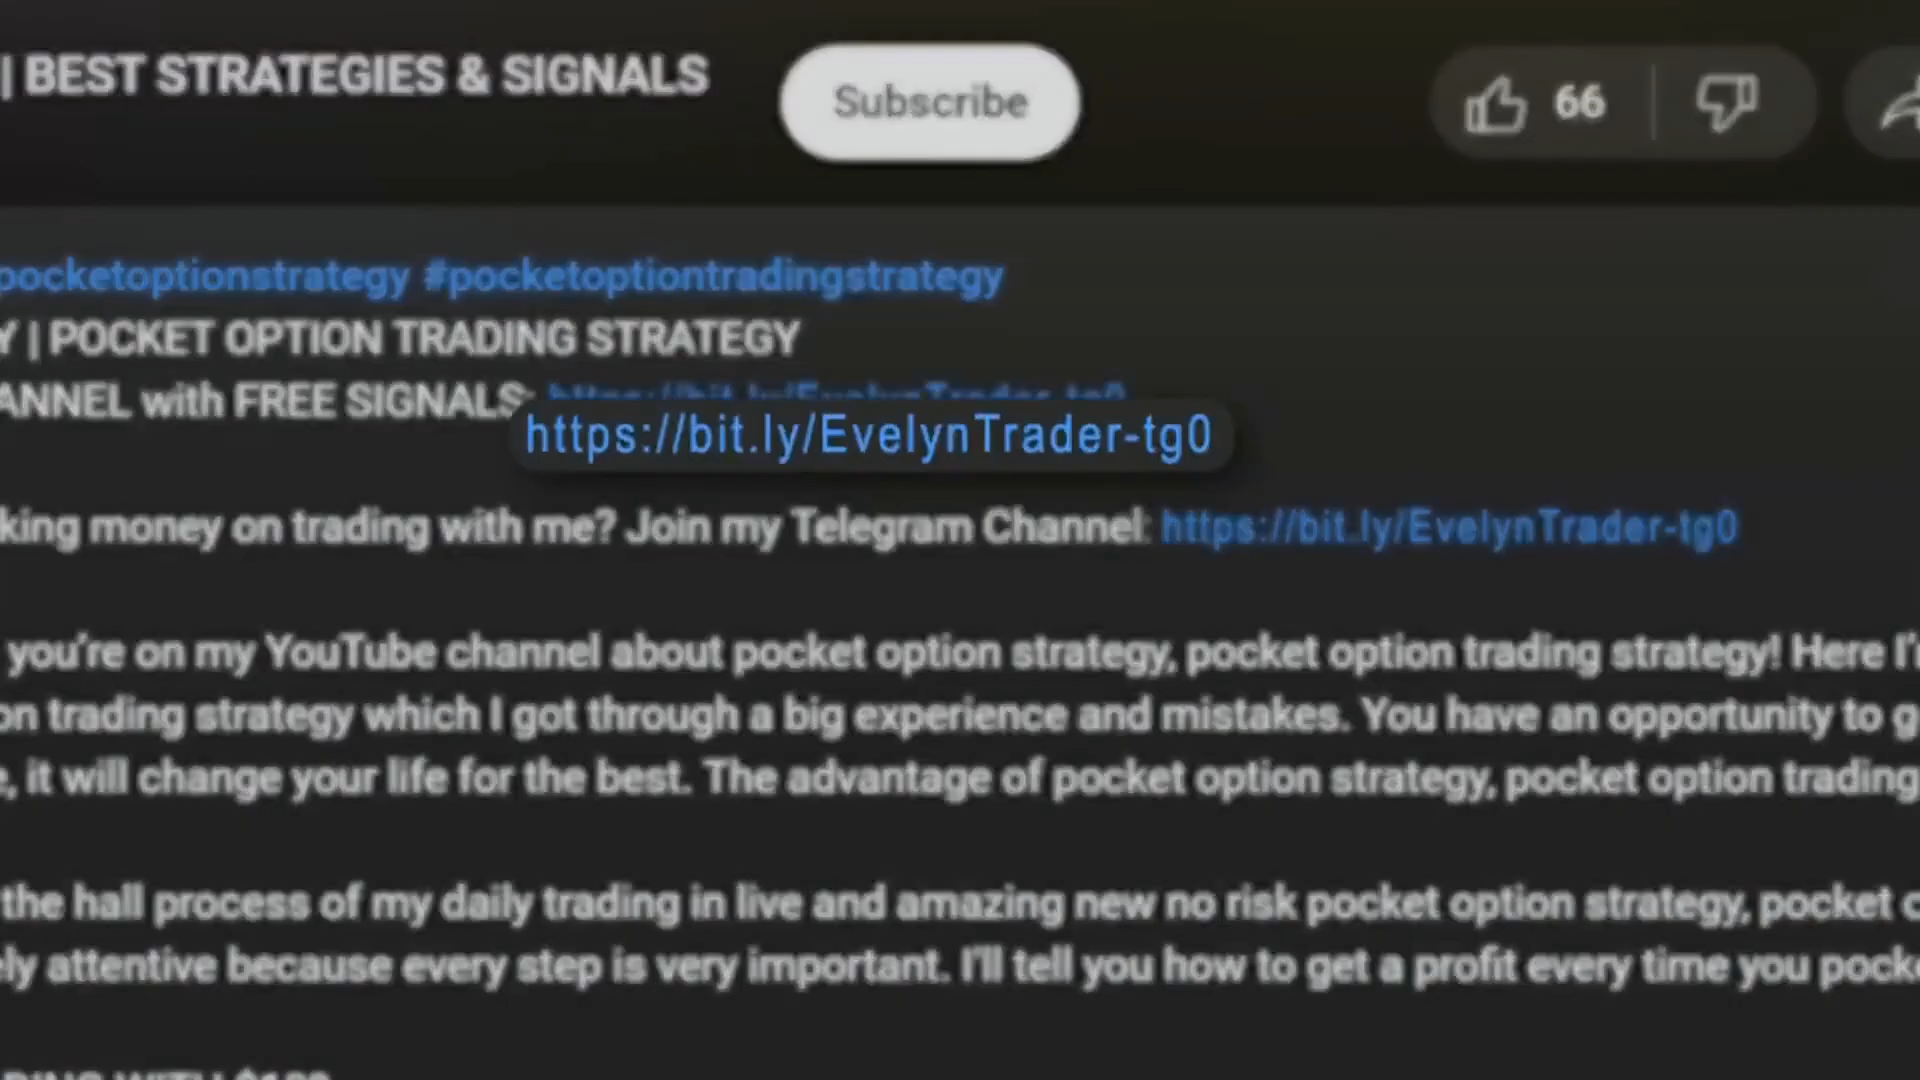 | BEST STRATEGIES & SIGNALS
Subscribe
66
pocketoptionstrategy #pocketoptiontradingstrategy
Y | POCKET OPTION TRADING STRATEGY
ANNEL with FREE SIGNALS: https://bit.ly/EvelynTrader-tg0
https://bit.ly/EvelynTrader-tg0
king money on trading with me? Join my Telegram Channel: https://bit.ly/EvelynTrader-tg0
you're on my YouTube channel about pocket option strategy, pocket option trading strategy! Here I'
on trading strategy which I got through a big experience and mistakes. You have an opportunity to g
e, it will change your life for the best. The advantage of pocket option strategy, pocket option trading
the hall process of my daily trading in live and amazing new no risk pocket option strategy, pocket o
ely attentive because every step is very important. I'll tell you how to get a profit every time you pock